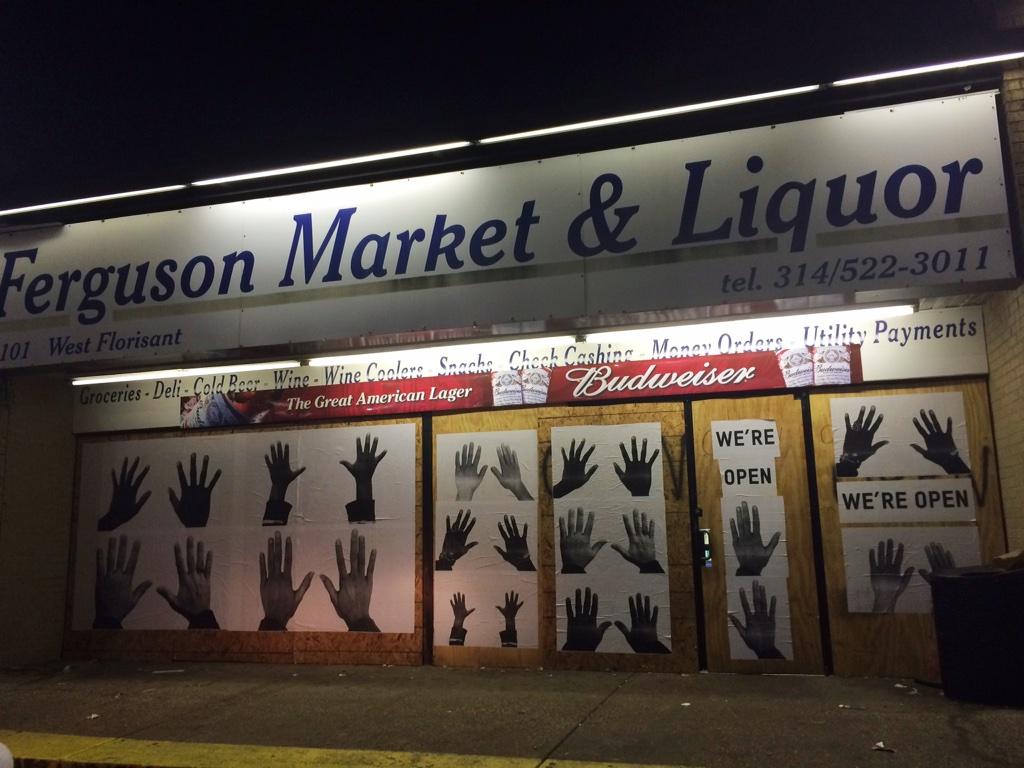 Ferguson Market & Liquor
101 West Florisant
tel. 314/522-3011
Groceries - Deli - Cold Beer - Wine - Wine Coolers - Snacks - Check Cashing - Money Orders - Utility Payments
The Great American Lager
Budweiser
WE'RE
OPEN
WE'RE OPEN